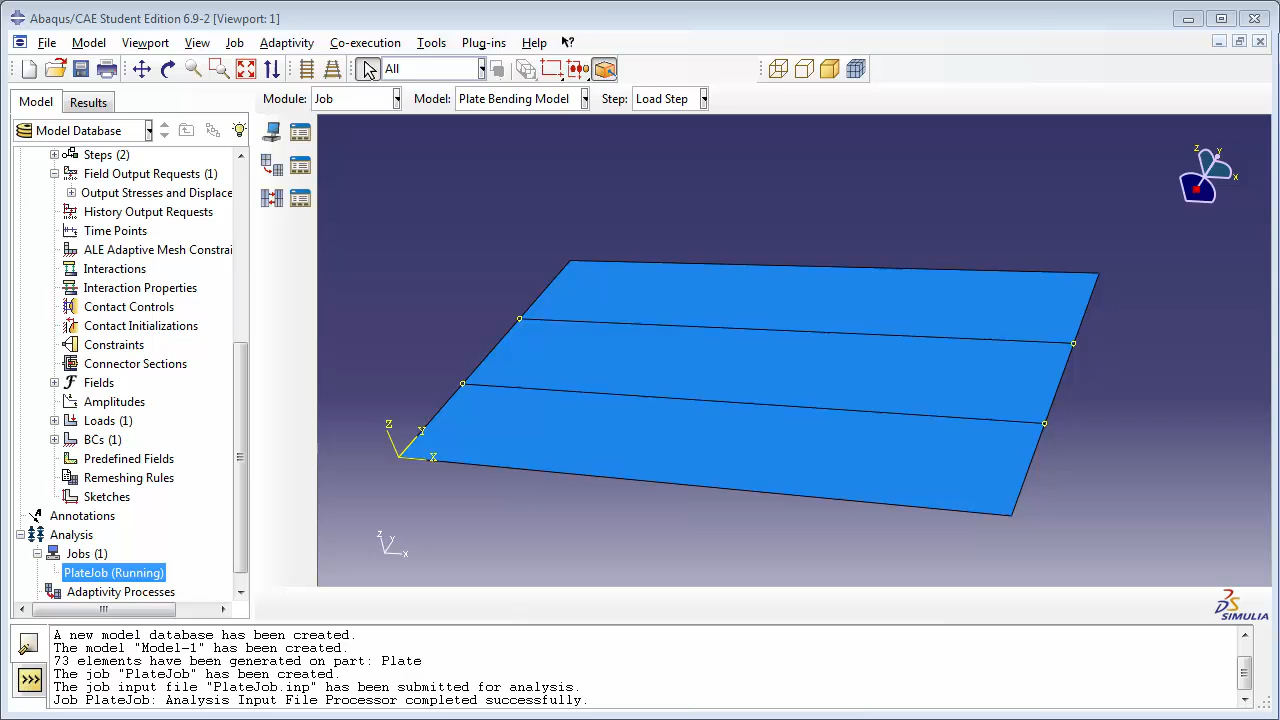 Abaqus/CAE Student Edition 6.9-2 [Viewport: 1]
File Model Viewport View Job Adaptivity Co-execution Tools Plug-ins Help ?
All
Model Results Module: Job Model: Plate Bending Model Step: Load Step
Model Database
Steps (2)
Field Output Requests (1)
Output Stresses and Displace
History Output Requests
Time Points
ALE Adaptive Mesh Constrai
Interactions
Interaction Properties
Contact Controls
Contact Initializations
Constraints
Connector Sections
Fields
Amplitudes
Loads (1)
BCs (1)
Predefined Fields
Remeshing Rules
Sketches
Annotations
Analysis
Jobs (1)
PlateJob (Running)
Adaptivity Processes
Z Y X
z y x
z y x
SIMULIA
A new model database has been created.
The model "Model-1" has been created.
73 elements have been generated on part: Plate
The job "PlateJob" has been created.
The job input file "PlateJob.inp" has been submitted for analysis.
Job PlateJob: Analysis Input File Processor completed successfully.
>>>